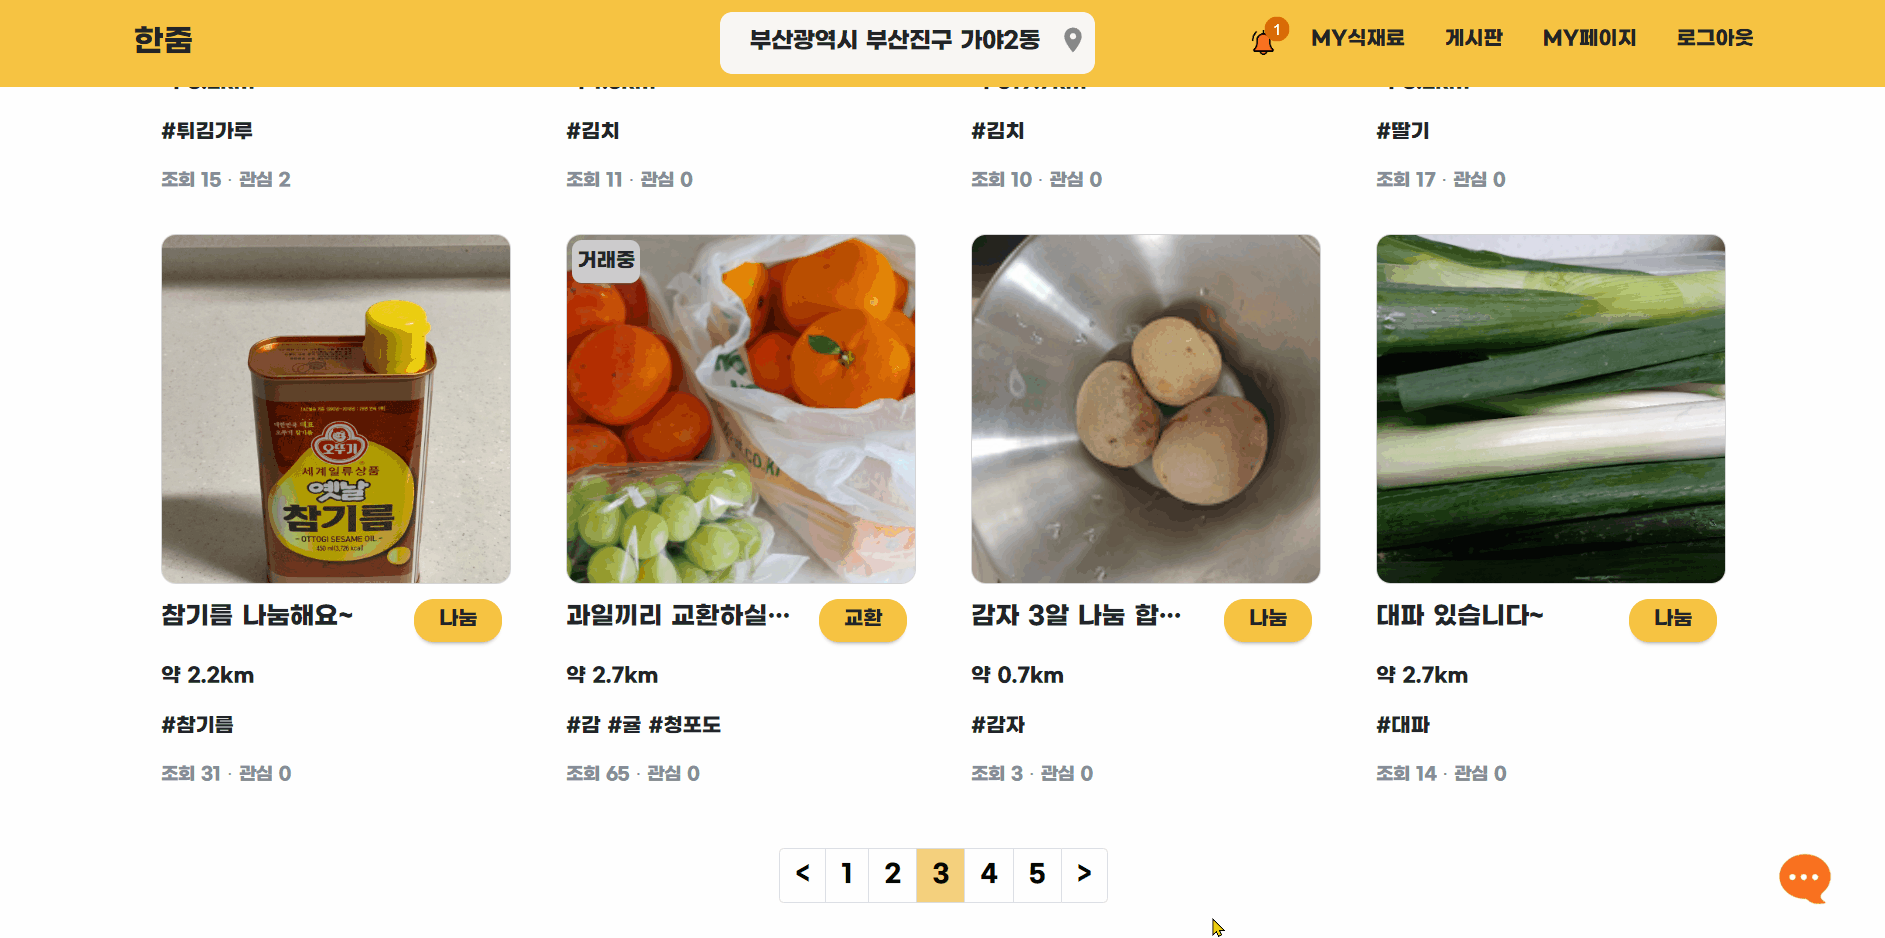 한줌
부산광역시 부산진구 가야2동
1
MY식재료
게시판
MY페이지
로그아웃
#튀김가루
#김치
#김치
#딸기
조회 15 · 관심 2
조회 11 · 관심 0
조회 10 · 관심 0
조회 17 · 관심 0
거래중
오뚜기
세계일류상품
옛날
참기름
- OTTOGI SESAME OIL -
참기름 나눔해요~
나눔
과일끼리 교환하실···
교환
감자 3알 나눔 합···
나눔
대파 있습니다~
나눔
약 2.2km
약 2.7km
약 0.7km
약 2.7km
#참기름
#감 #귤 #청포도
#감자
#대파
조회 31 · 관심 0
조회 65 · 관심 0
조회 3 · 관심 0
조회 14 · 관심 0
< 1 2 3 4 5 >